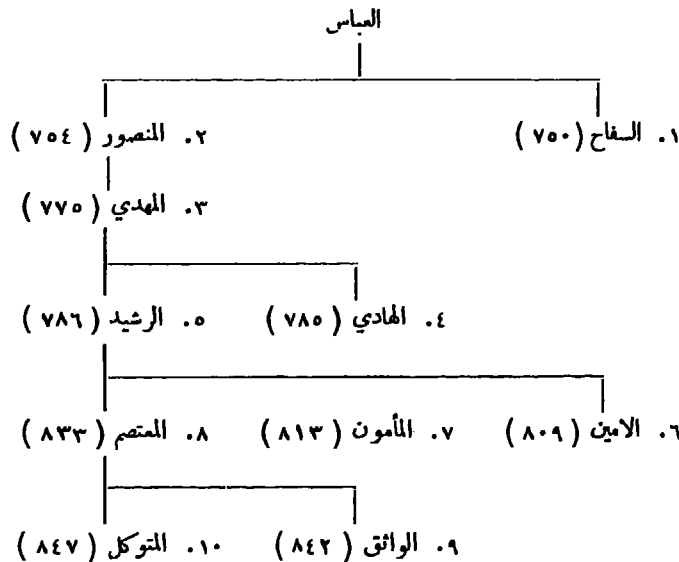 العباس
١. السفاح (٧٥٠) ٢. المنصور (٧٥٤)
٣. المهدي (٧٧٥)
٤. الهادي (٧٨٥) ٥. الرشيد (٧٨٦)
٦. الامين (٨٠٩) ٧. المأمون (٨١٣) ٨. المعتصم (٨٣٣)
٩. الواثق (٨٤٢) ١٠. المتوكل (٨٤٧)